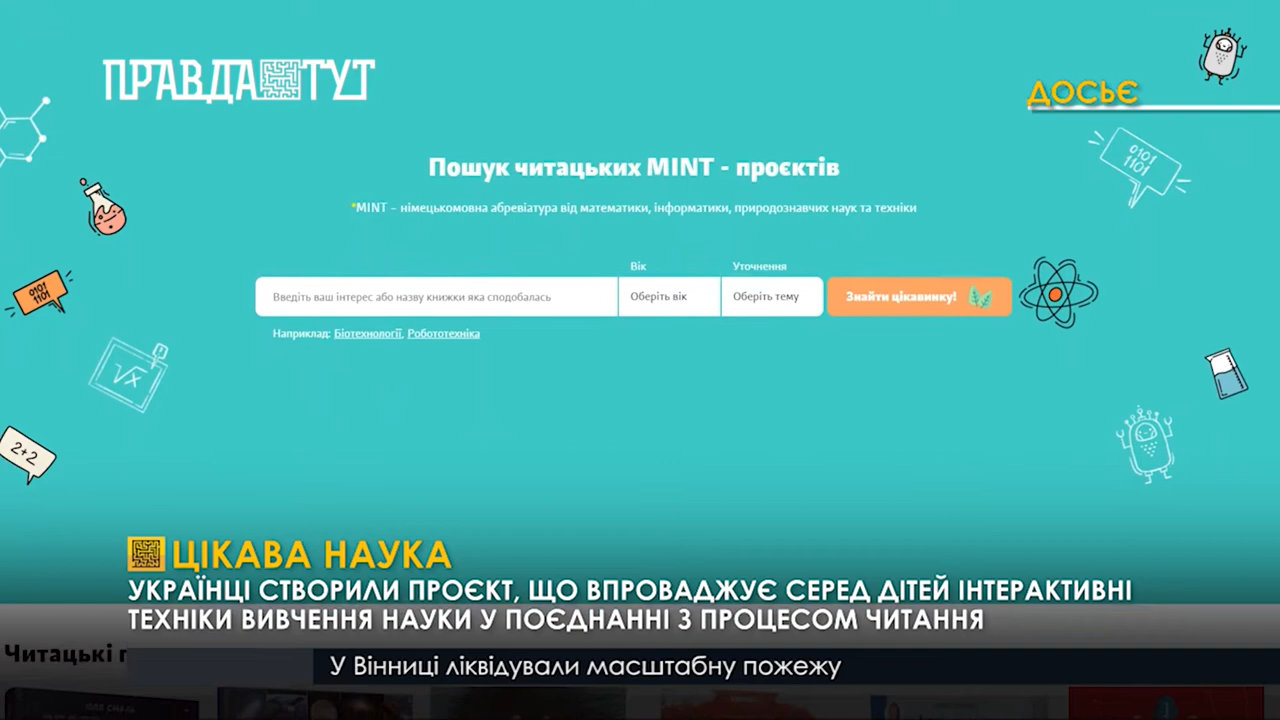 ПРАВДА ТУТ
ДОСЬЄ
0101
1101
Пошук читацьких MINT - проєктів
*MINT – німецькомовна абревіатура від математики, інформатики, природознавчих наук та техніки
Вік
Уточнення
Введіть ваш інтерес або назву книжки яка сподобалась
Оберіть вік
Оберіть тему
Знайти цікавинку!
0101
1101
Наприклад: Біотехнології, Робототехніка
√x
2+2
ЦІКАВА НАУКА
УКРАЇНЦІ СТВОРИЛИ ПРОЄКТ, ЩО ВПРОВАДЖУЄ СЕРЕД ДІТЕЙ ІНТЕРАКТИВНІ
ТЕХНІКИ ВИВЧЕННЯ НАУКИ У ПОЄДНАННІ З ПРОЦЕСОМ ЧИТАННЯ
Читацькі п
У Вінниці ліквідували масштабну пожежу